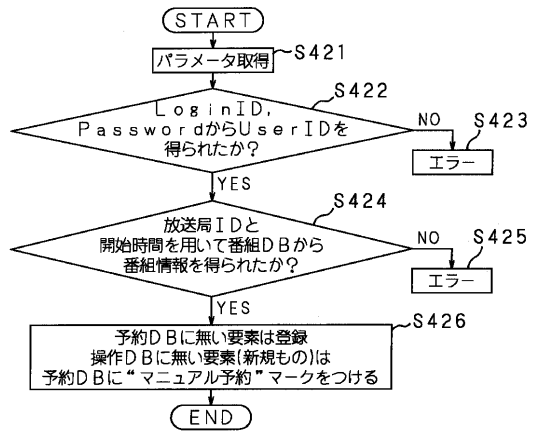 START
パラメータ取得
S421
LoginID,
PasswordからUserIDを
得られたか?
S422
NO
S423
エラー
YES
放送局IDと
開始時間を用いて番組DBから
番組情報を得られたか?
S424
NO
S425
エラー
YES
予約DBに無い要素は登録
操作DBに無い要素(新規もの)は
予約DBに“マニュアル予約”マークをつける
S426
END